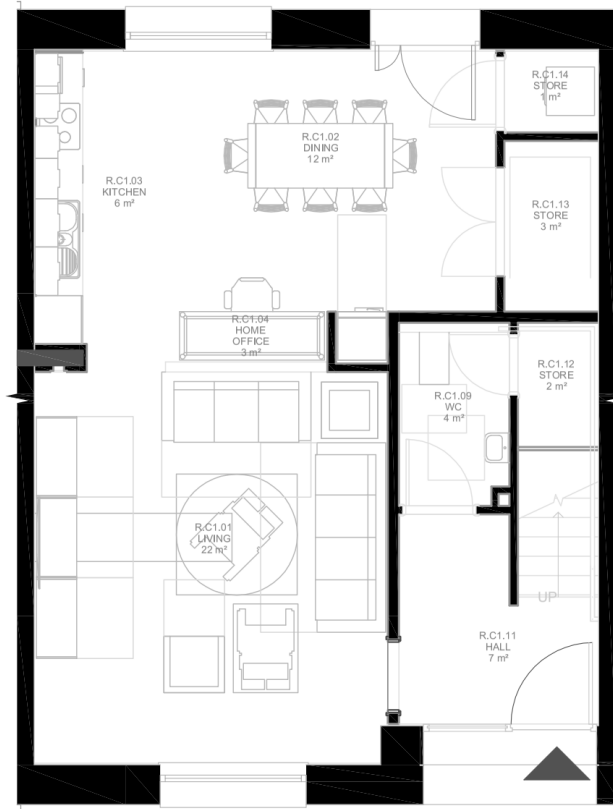 R.C1.14
STORE
1 m²
R.C1.02
DINING
12 m²
R.C1.03
KITCHEN
6 m²
R.C1.13
STORE
3 m²
R.C1.04
HOME
OFFICE
3 m²
R.C1.12
STORE
2 m²
R.C1.09
WC
4 m²
R.C1.01
LIVING
22 m²
UP
R.C1.11
HALL
7 m²